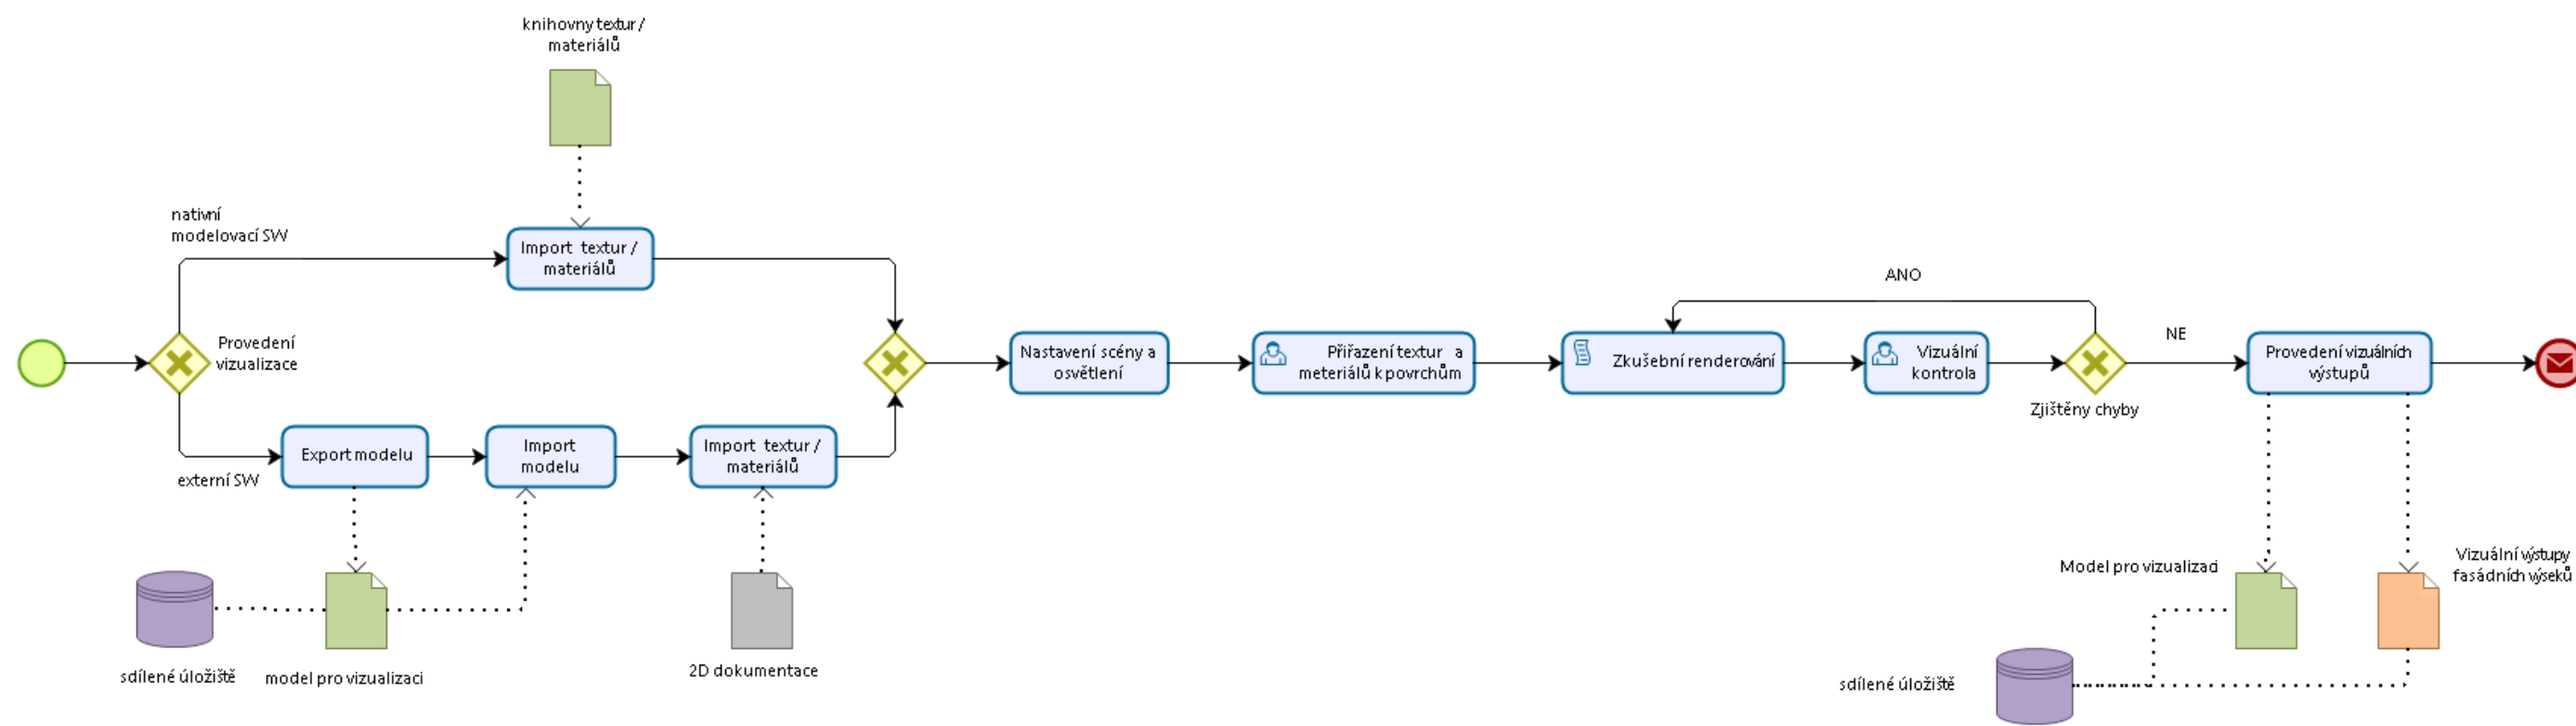 knihovny textur /
materiálů
nativní
modelovací SW
Import textur /
materiálů
Provedení
vizualizace
externí SW
Export modelu
Import
modelu
Import textur /
materiálů
sdílené úložiště
model pro vizualizaci
2D dokumentace
Nastavení scény a
osvětlení
Přiřazení textur a
meteriálů k povrchům
Zkušební renderování
Vizuální
kontrola
ANO
Zjištěny chyby
NE
Provedení vizuálních
výstupů
Model pro vizualizaci
Vizuální výstupy
fasádních výseků
sdílené úložiště